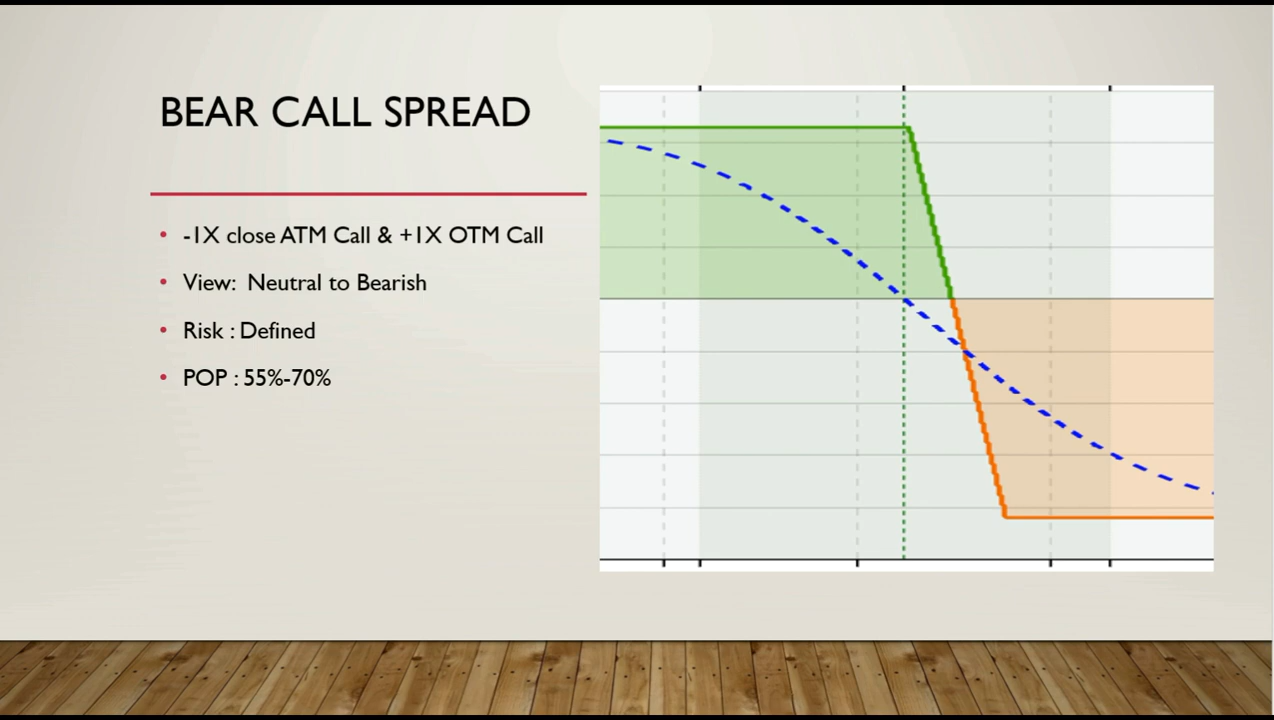 BEAR CALL SPREAD
• -1X close ATM Call & +1X OTM Call
• View:  Neutral to Bearish
• Risk : Defined
• POP : 55%-70%